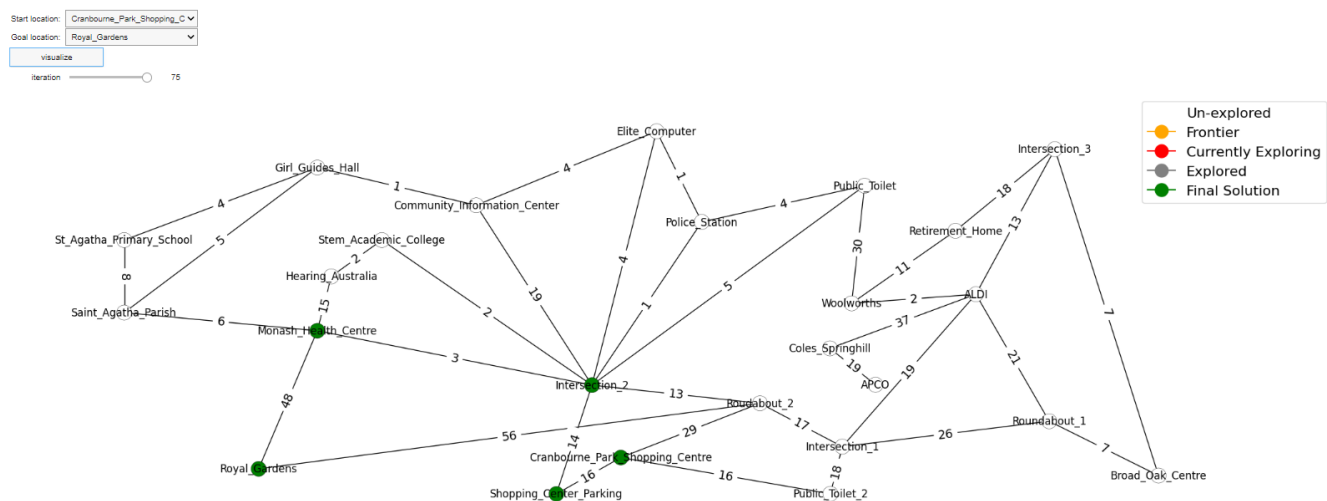 Start location: Cranbourne_Park_Shopping_C
Goal location: Royal_Gardens
visualize
iteration 75
Un-explored
Frontier
Currently Exploring
Explored
Final Solution
Elite_Computer
Intersection_3
Girl_Guides_Hall
4
1
18
Public_Toilet
1
4
Community_Information_Center
4
13
Police_Station
Retirement_Home
St_Agatha_Primary_School
5
Stem_Academic_College
30
2
11
8
Hearing_Australia
4
5
19
ALDI
Woolworths
2
15
1
Saint_Agatha_Parish
6
2
7
37
Monash_Health_Centre
Coles_Springhill
3
21
19
19
APCO
Intersection_2
13
48
Roudabout_2
17
Roundabout_1
29
26
56
14
Intersection_1
7
Cranbourne_Park_Shopping_Centre
Royal_Gardens
16
16
18
Broad_Oak_Centre
Shopping_Center_Parking
Public_Toilet_2